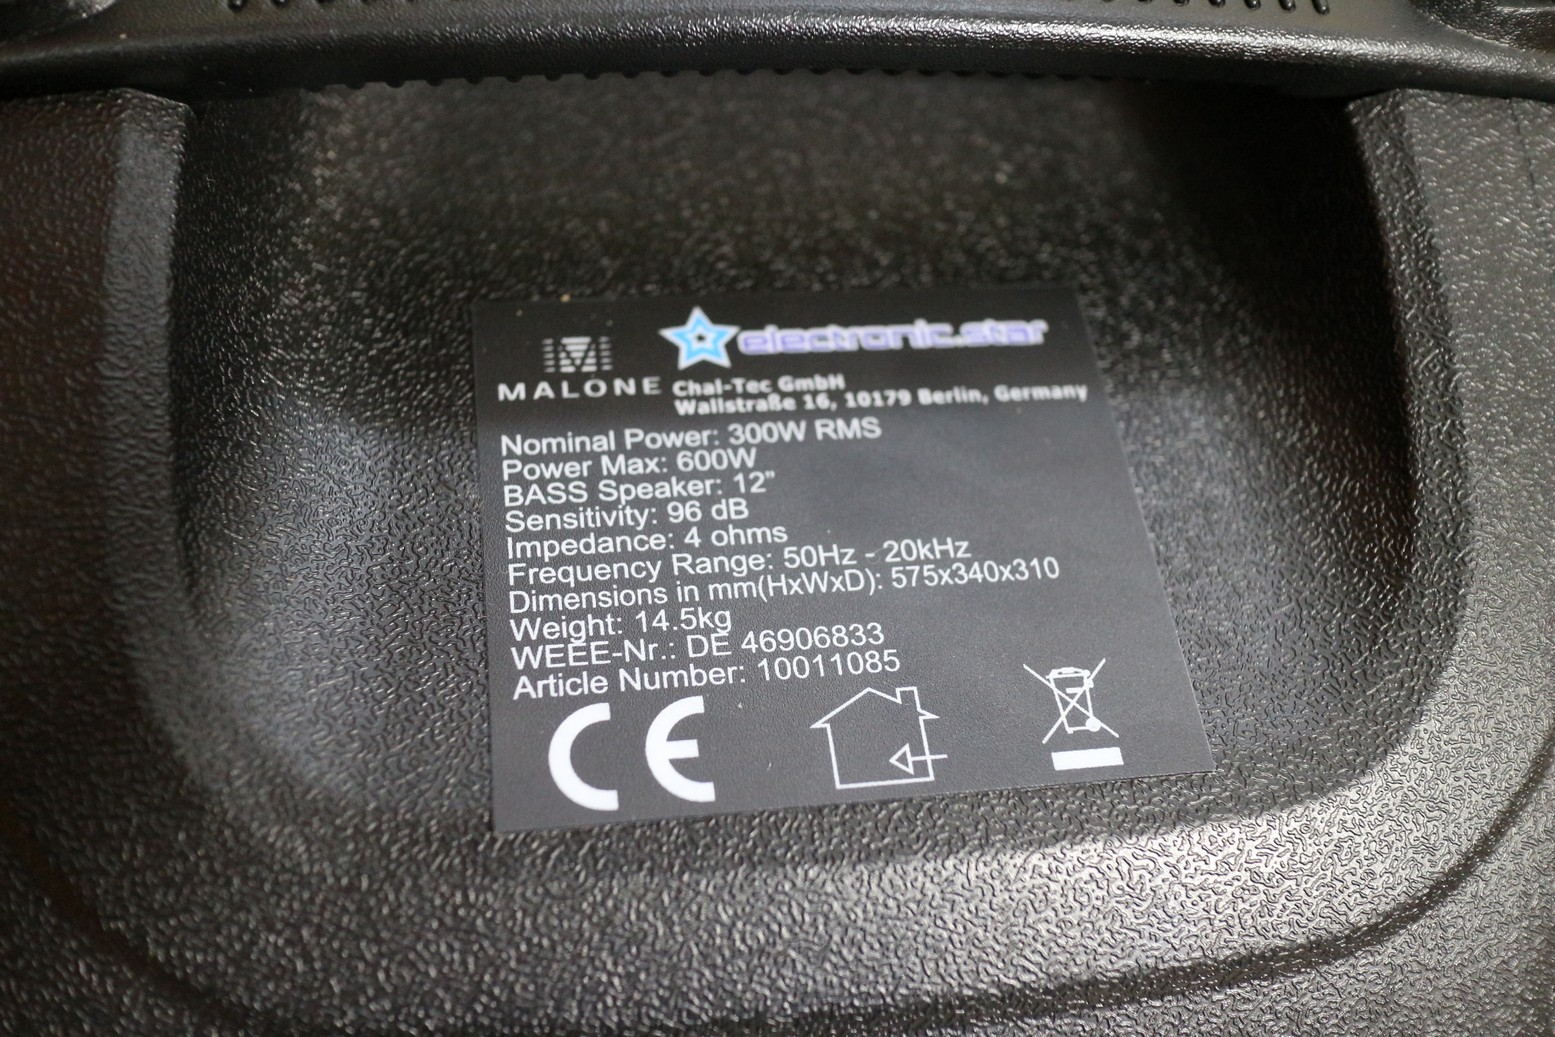 electronic.star
MALONE
Chal-Tec GmbH
Wallstraße 16, 10179 Berlin, Germany
Nominal Power: 300W RMS
Power Max: 600W
BASS Speaker: 12"
Sensitivity: 96 dB
Impedance: 4 ohms
Frequency Range: 50Hz - 20kHz
Dimensions in mm(HxWxD): 575x340x310
Weight: 14.5kg
WEEE-Nr.: DE 46906833
Article Number: 10011085
CE